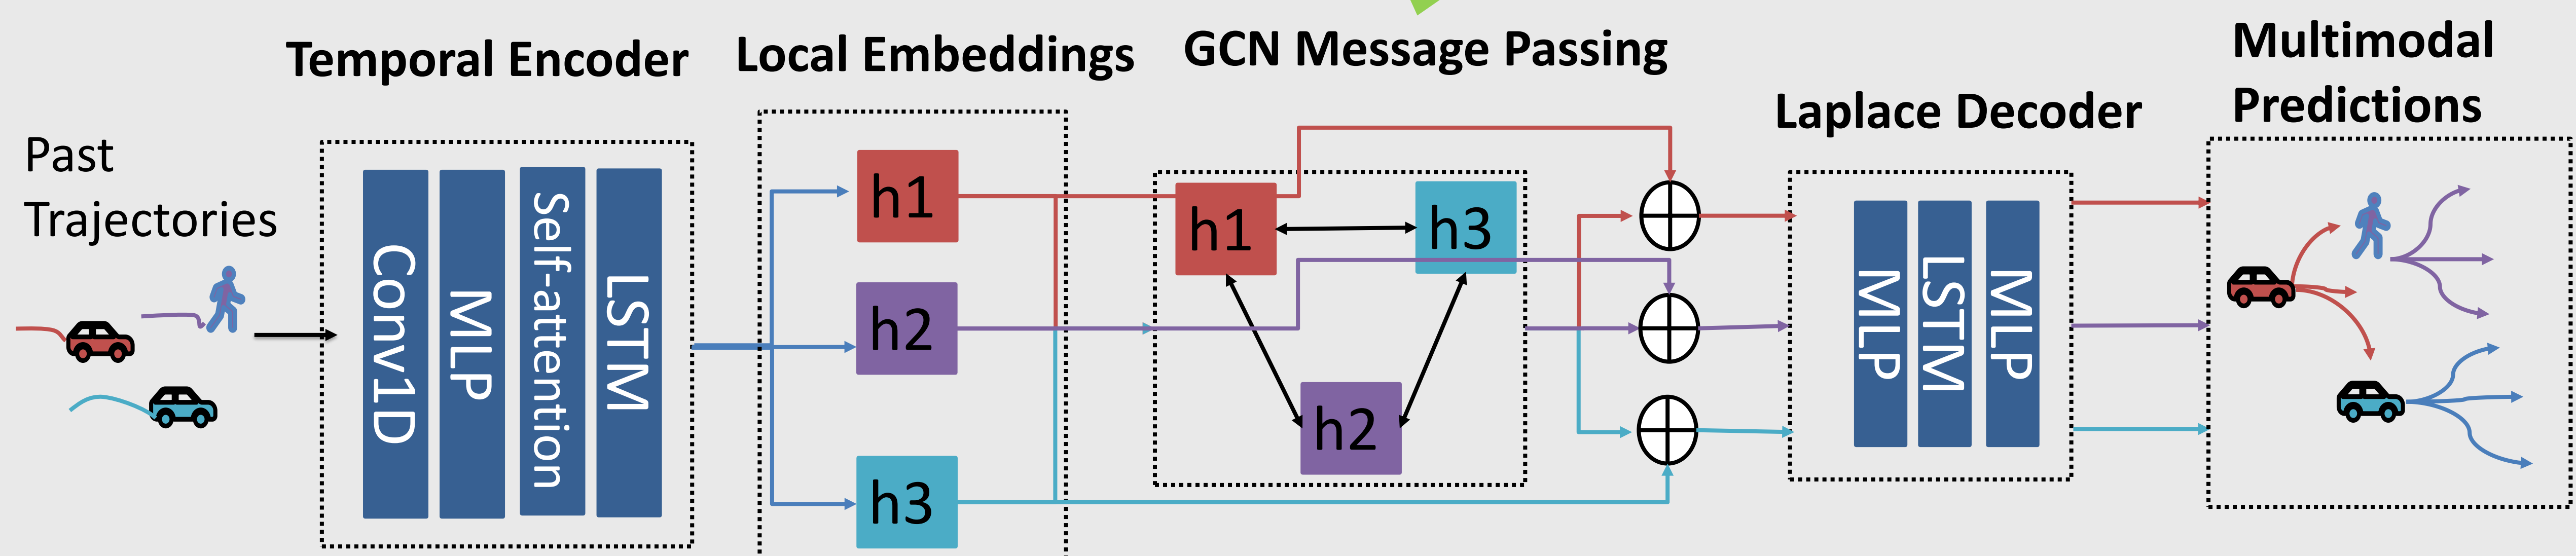 Past
Trajectories
Temporal Encoder
Conv1D
MLP
Self-attention
LSTM
Local Embeddings
h1
h2
h3
GCN Message Passing
h1
h3
h2
Laplace Decoder
MLP
LSTM
MLP
Multimodal
Predictions